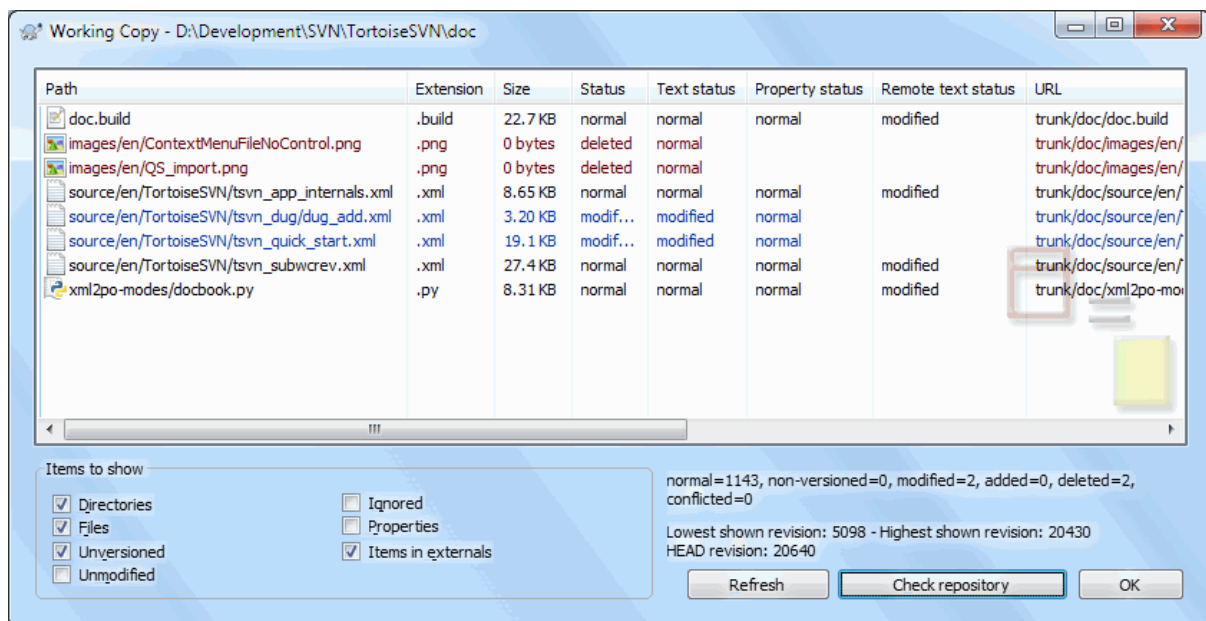 Working Copy - D:\Development\SVN\TortoiseSVN\doc
Path Extension Size Status Text status Property status Remote text status URL
doc.build .build 22.7 KB normal normal normal modified trunk/doc/doc.build
images/en/ContextMenuFileNoControl.png .png 0 bytes deleted normal trunk/doc/images/en/
images/en/QS_import.png .png 0 bytes deleted normal trunk/doc/images/en/
source/en/TortoiseSVN/tsvn_app_internals.xml .xml 8.65 KB normal normal normal modified trunk/doc/source/en/
source/en/TortoiseSVN/tsvn_dug/dug_add.xml .xml 3.20 KB modif... modified normal trunk/doc/source/en/
source/en/TortoiseSVN/tsvn_quick_start.xml .xml 19.1 KB modif... modified normal trunk/doc/source/en/
source/en/TortoiseSVN/tsvn_subwcrev.xml .xml 27.4 KB normal normal normal modified trunk/doc/source/en/
xml2po-modes/docbook.py .py 8.31 KB normal normal normal modified trunk/doc/xml2po-mo
Items to show
Directories Ignored
Files Properties
Unversioned Items in externals
Unmodified
normal=1143, non-versioned=0, modified=2, added=0, deleted=2,
conflicted=0
Lowest shown revision: 5098 - Highest shown revision: 20430
HEAD revision: 20640
Refresh Check repository OK